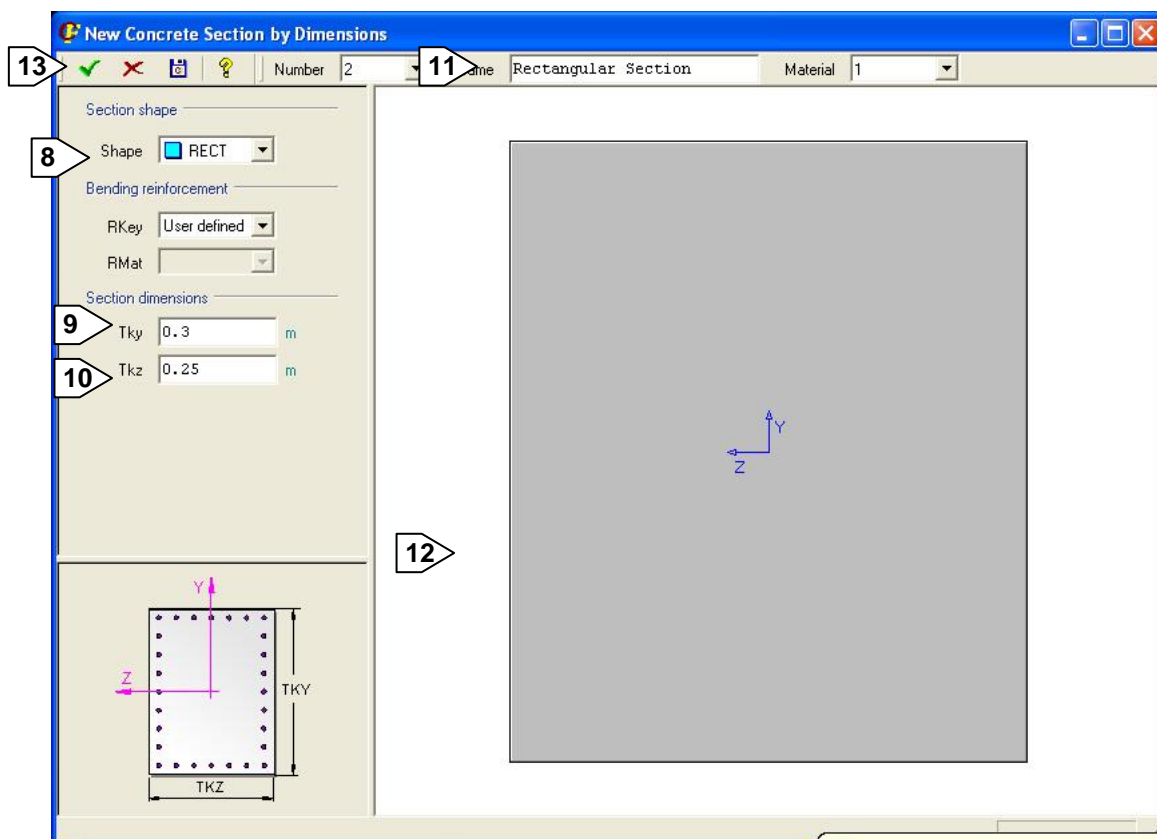 New Concrete Section by Dimensions
13 Number 2 11 ame Rectangular Section Material 1
Section shape
8 Shape RECT
Bending reinforcement
RKey User defined
RMat
Section dimensions
9 Tky 0.3 m
10 Tkz 0.25 m
Y
Z
12
Y
Z
TKY
TKZ